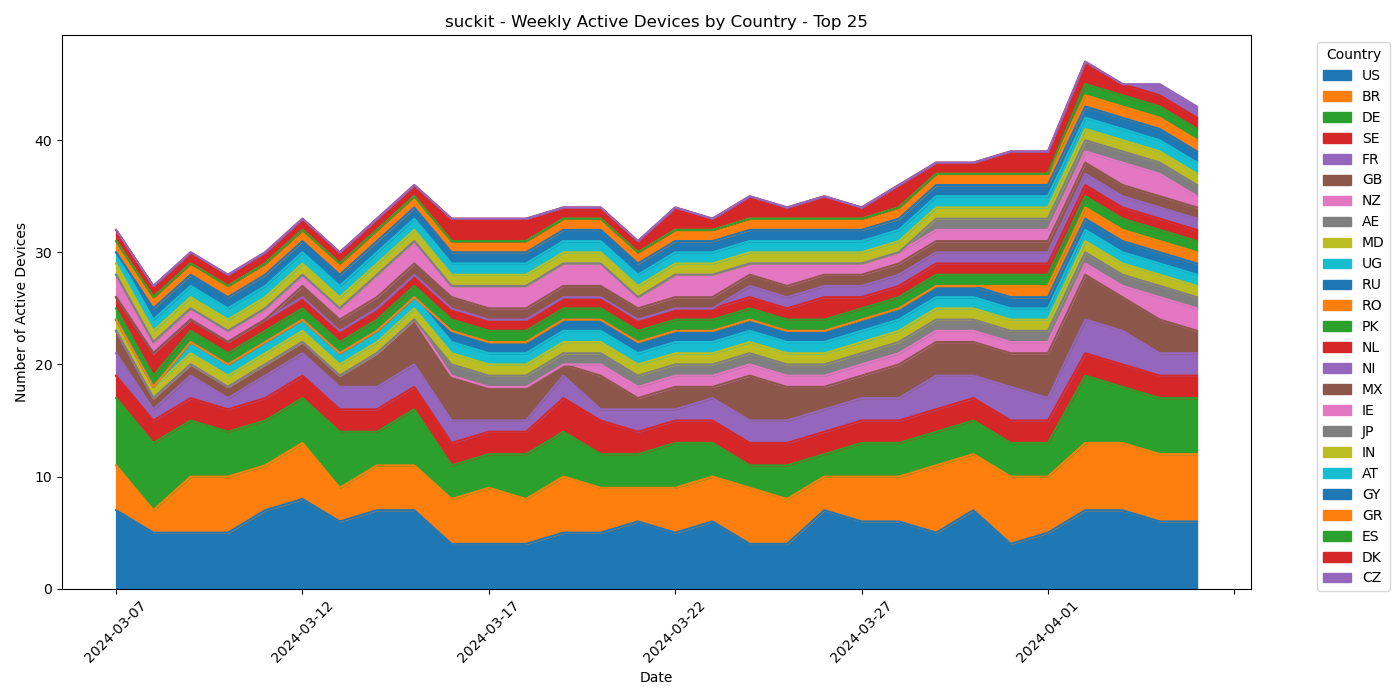 suckit - Weekly Active Devices by Country - Top 25
Number of Active Devices
40
30
20
10
0
2024-03-07
2024-03-12
2024-03-17
2024-03-22
2024-03-27
2024-04-01
Date
Country
US
BR
DE
SE
FR
GB
NZ
AE
MD
UG
RU
RO
PK
NL
NI
MX
IE
JP
IN
AT
GY
GR
ES
DK
CZ